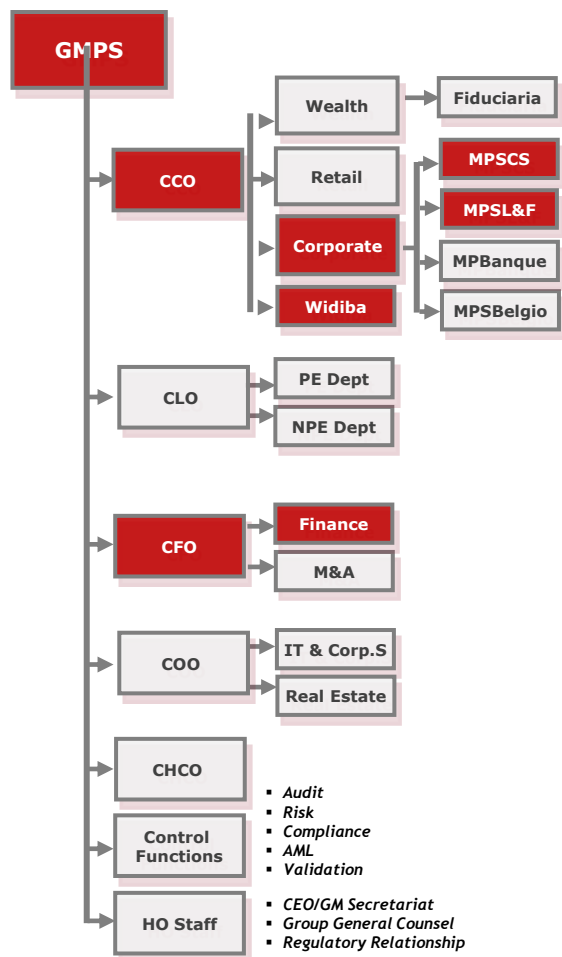 GMPS
Wealth
Fiduciaria
CCO
Retail
MPSCS
MPSL&F
Corporate
MPBanque
Widiba
MPSBelgio
CLO
PE Dept
NPE Dept
CFO
Finance
M&A
COO
IT & Corp.S
Real Estate
CHCO
▪ Audit
▪ Risk
▪ Compliance
▪ AML
▪ Validation
Control
Functions
HO Staff
▪ CEO/GM Secretariat
▪ Group General Counsel
▪ Regulatory Relationship